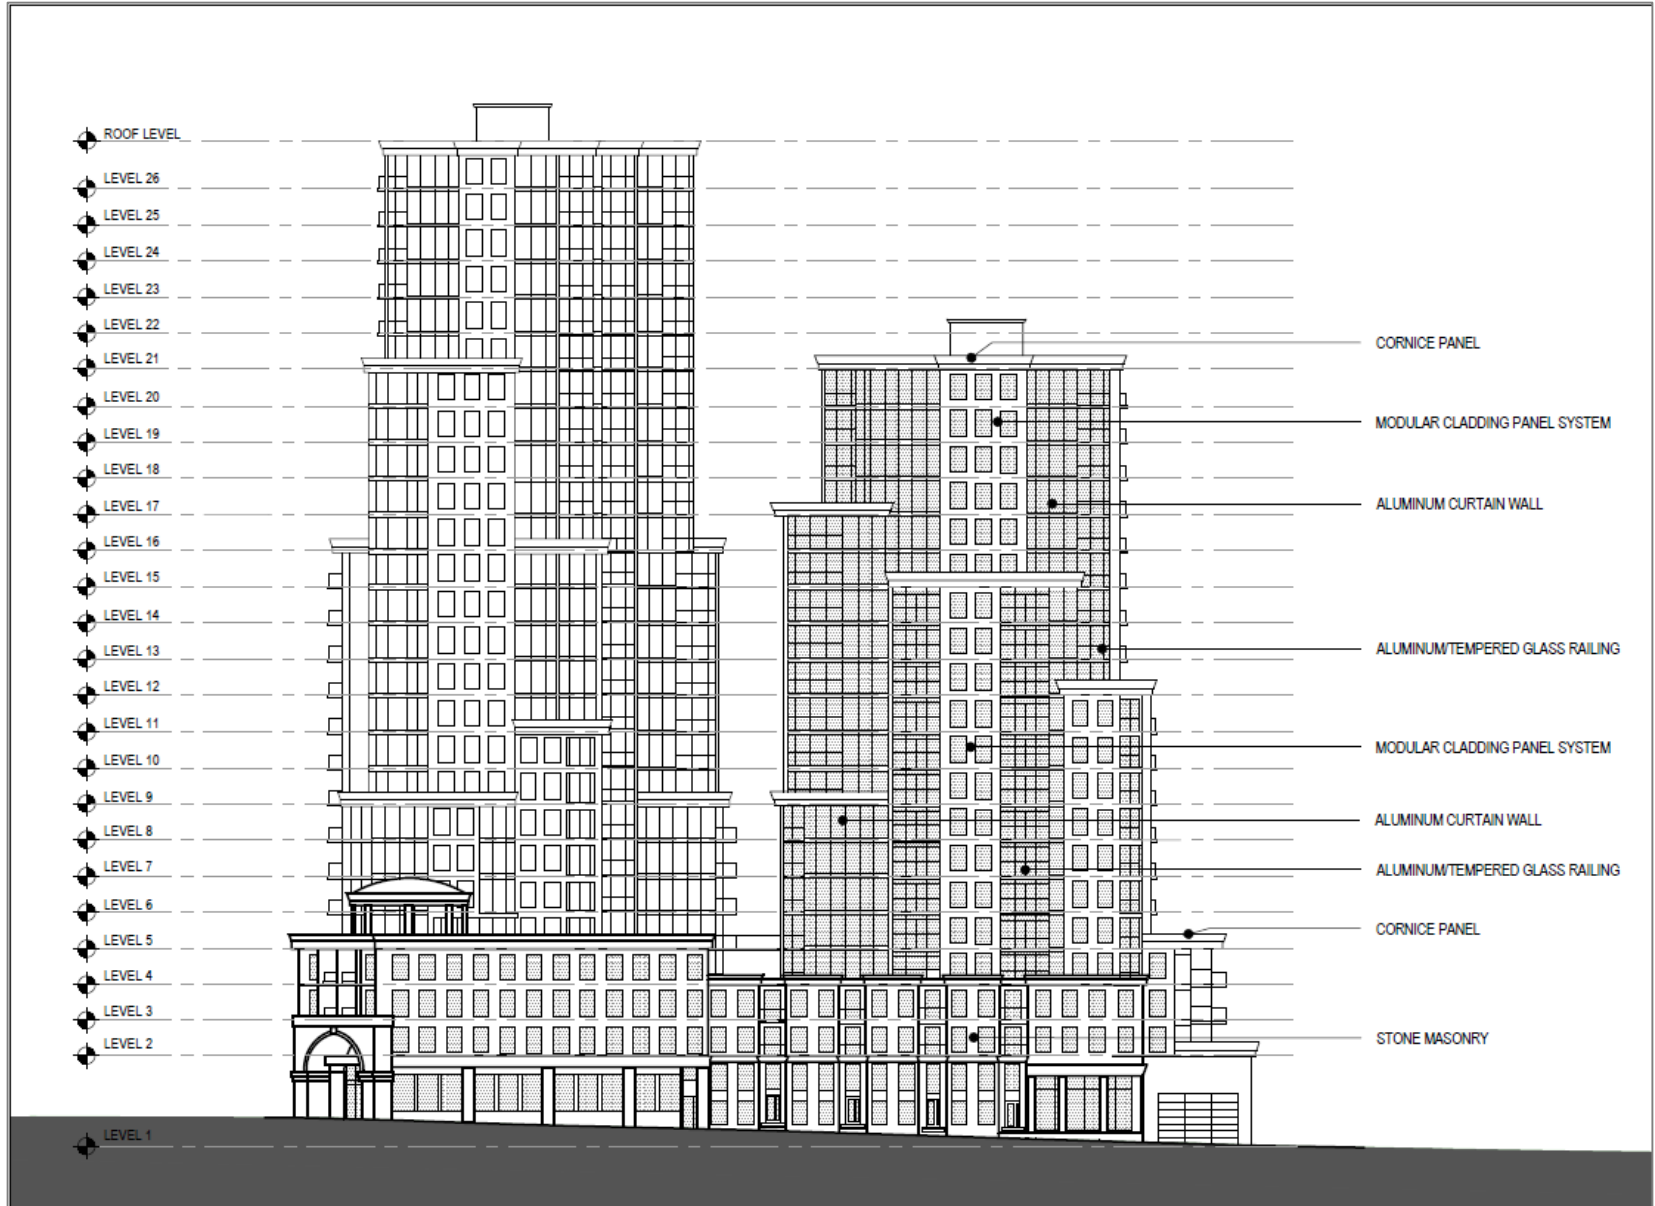 ROOF LEVEL
LEVEL 26
LEVEL 25
LEVEL 24
LEVEL 23
LEVEL 22
LEVEL 21
LEVEL 20
LEVEL 19
LEVEL 18
LEVEL 17
LEVEL 16
LEVEL 15
LEVEL 14
LEVEL 13
LEVEL 12
LEVEL 11
LEVEL 10
LEVEL 9
LEVEL 8
LEVEL 7
LEVEL 6
LEVEL 5
LEVEL 4
LEVEL 3
LEVEL 2
LEVEL 1
CORNICE PANEL
MODULAR CLADDING PANEL SYSTEM
ALUMINUM CURTAIN WALL
ALUMINUM/TEMPERED GLASS RAILING
MODULAR CLADDING PANEL SYSTEM
ALUMINUM CURTAIN WALL
ALUMINUM/TEMPERED GLASS RAILING
CORNICE PANEL
STONE MASONRY